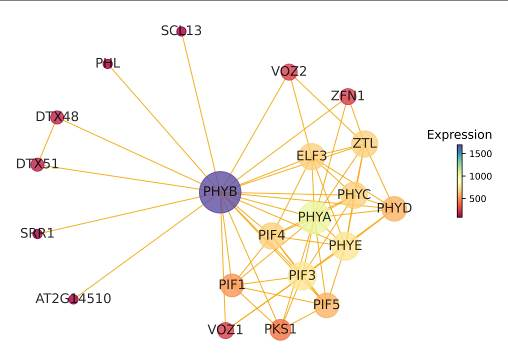 SCL13
PHL
VOZ2
ZFN1
DTX48
ZTL
Expression
ELF3
1500
DTX51
1000
PHYB
PHYC
500
PHYD
PHYA
SRR1
PIF4
PHYE
PIF3
PIF1
AT2G14510
PIF5
VOZ1
PKS1